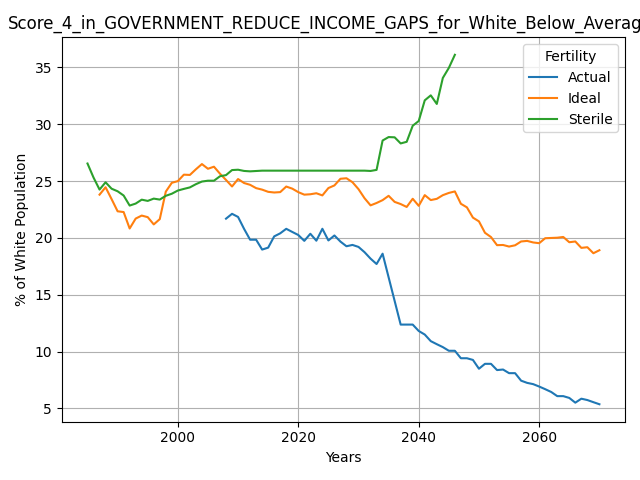 Score_4_in_GOVERNMENT_REDUCE_INCOME_GAPS_for_White_Below_Averag
Fertility
Actual
Ideal
Sterile
% of White Population
35
30
25
20
15
10
5
2000 2020 2040 2060
Years